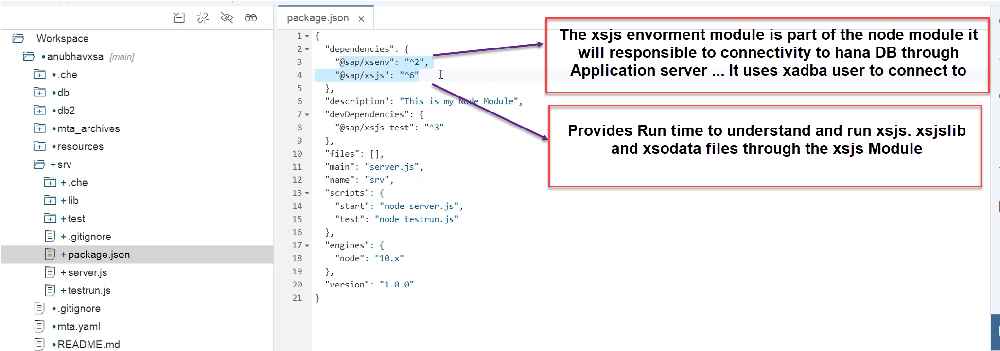 Workspace
anubhavxsa [main]
.che
db
db2
mta_archives
resources
+ srv
+ .che
+ lib
+ test
+ .gitignore
+ package.json
+ server.js
+ testrun.js
.gitignore
mta.yaml
README.md
package.json ×
1 {
2 "dependencies": {
3 "@sap/xsenv": "^2",
4 "@sap/xsjs": "^6"
5 },
6 "description": "This is my Node Module",
7 "devDependencies": {
8 "@sap/xsjs-test": "^3"
9 },
10 "files": [],
11 "main": "server.js",
12 "name": "srv",
13 "scripts": {
14 "start": "node server.js",
15 "test": "node testrun.js"
16 },
17 "engines": {
18 "node": "10.x"
19 },
20 "version": "1.0.0"
21 }
The xsjs envorment module is part of the node module it
will responsible to connectivity to hana DB through
Application server ... It uses xadba user to connect to
Provides Run time to understand and run xsjs. xsjslib
and xsodata files through the xsjs Module